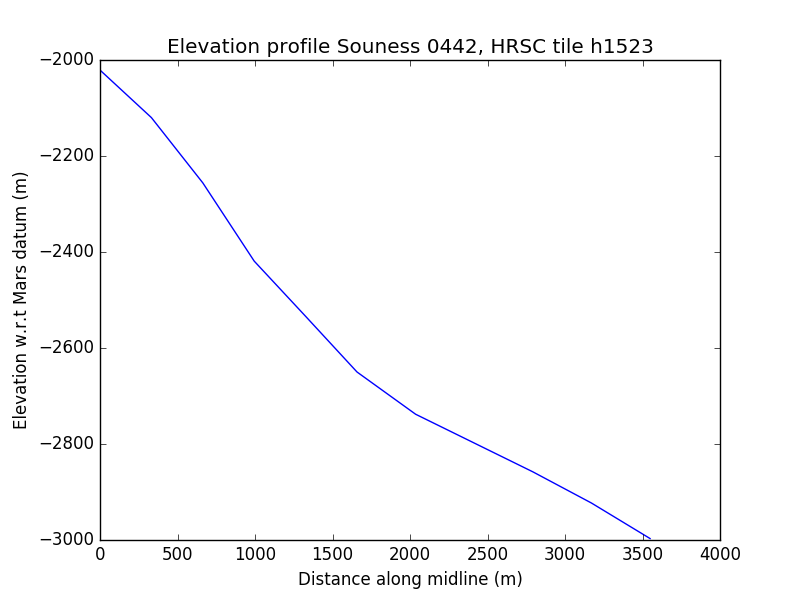 Elevation profile Souness 0442, HRSC tile h1523
−2000
−2200
−2400
−2600
−2800
−3000
Elevation w.r.t Mars datum (m)
0 500 1000 1500 2000 2500 3000 3500 4000
Distance along midline (m)